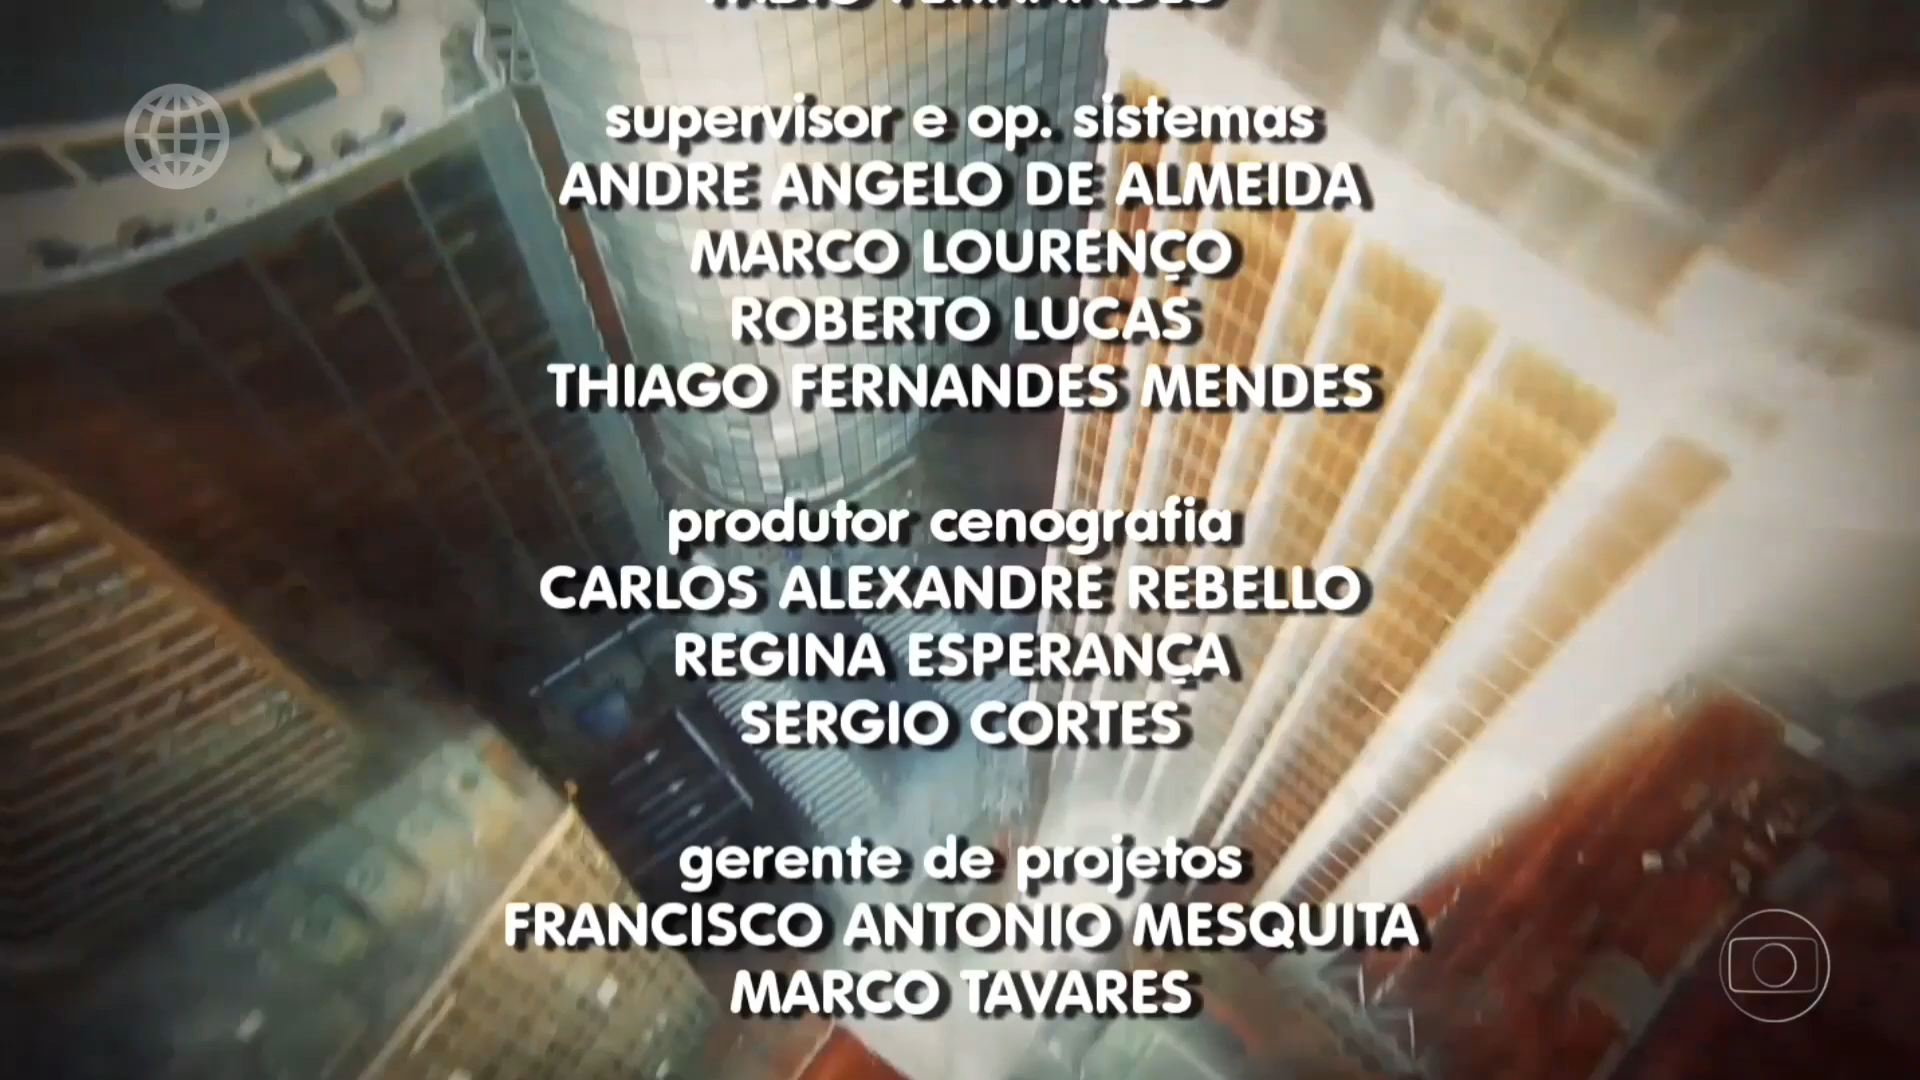 supervisor e op. sistemas
ANDRE ANGELO DE ALMEIDA
MARCO LOURENÇO
ROBERTO LUCAS
THIAGO FERNANDES MENDES
produtor cenografia
CARLOS ALEXANDRE REBELLO
REGINA ESPERANÇA
SERGIO CORTES
gerente de projetos
FRANCISCO ANTONIO MESQUITA
MARCO TAVARES